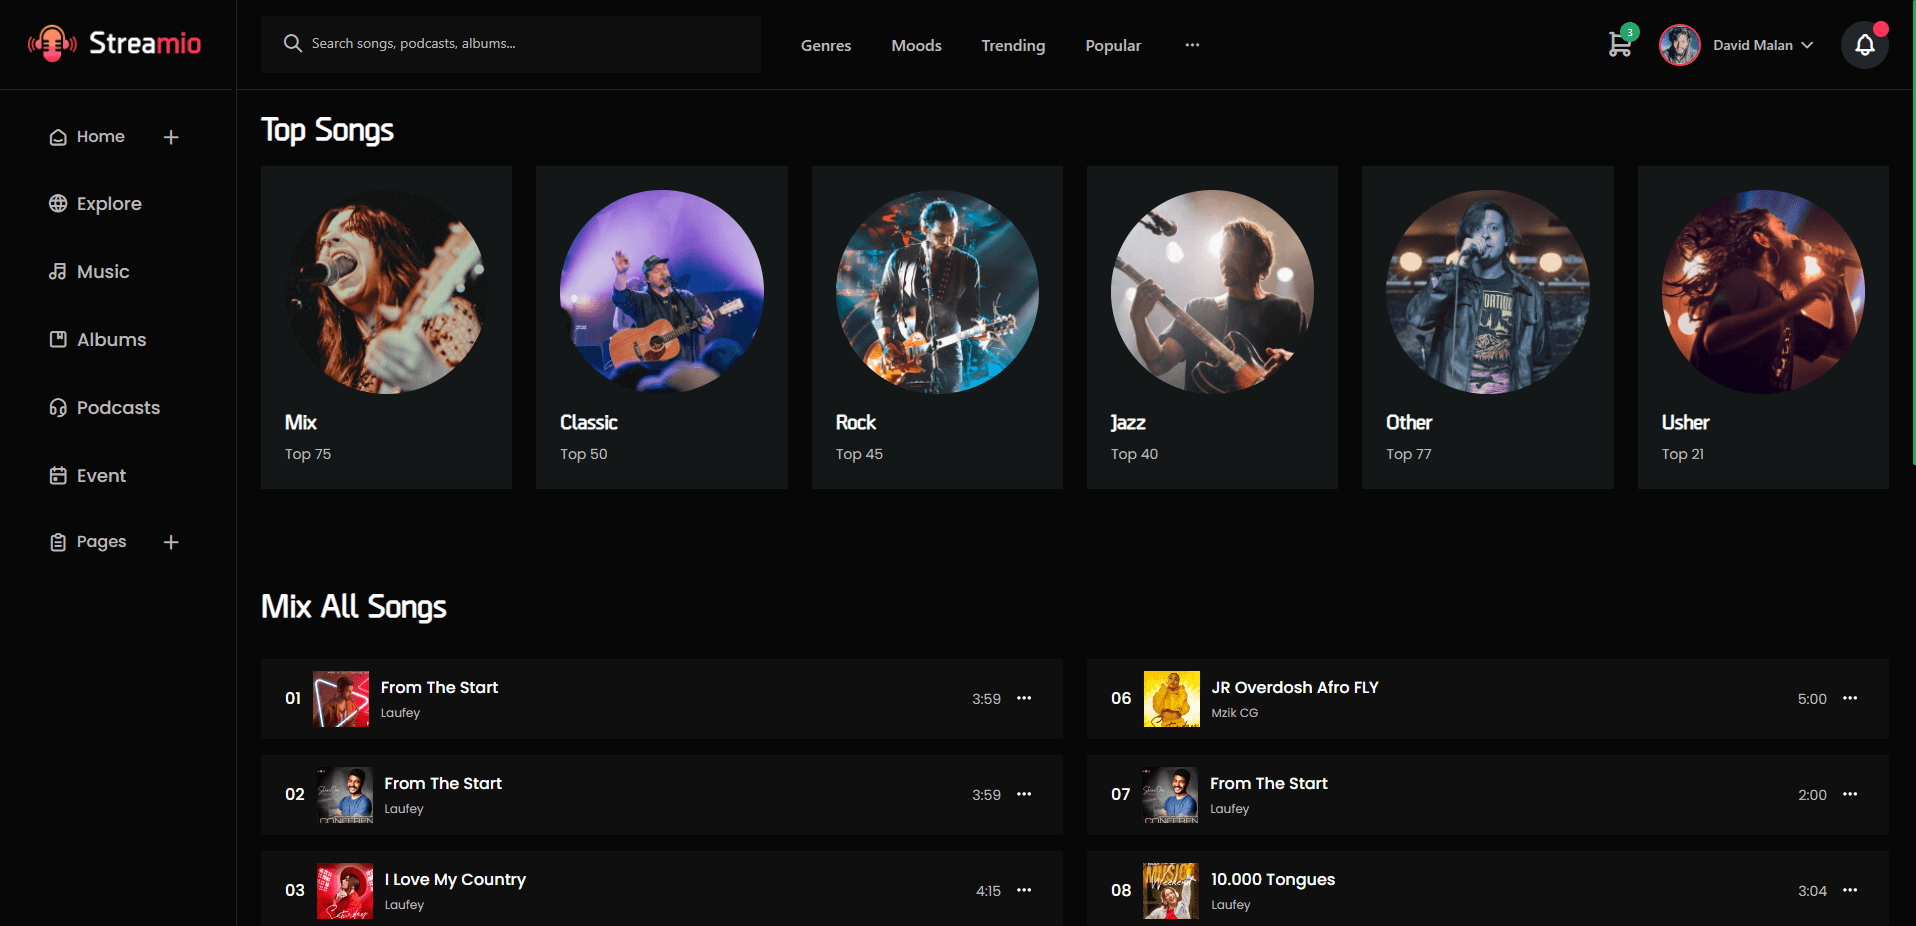 Streamio
Search songs, podcasts, albums...
Genres
Moods
Trending
Popular
3
David Malan
Home
Explore
Music
Albums
Podcasts
Event
Pages
Top Songs
Mix
Top 75
Classic
Top 50
Rock
Top 45
Jazz
Top 40
Other
Top 77
Usher
Top 21
Mix All Songs
01
From The Start
Laufey
3:59
02
From The Start
Laufey
3:59
CONFEREN
03
I Love My Country
Laufey
4:15
06
JR Overdosh Afro FLY
Mzik CG
5:00
07
From The Start
Laufey
2:00
CONFEREN
08
MUSIC
Weekend
10.000 Tongues
Laufey
3:04